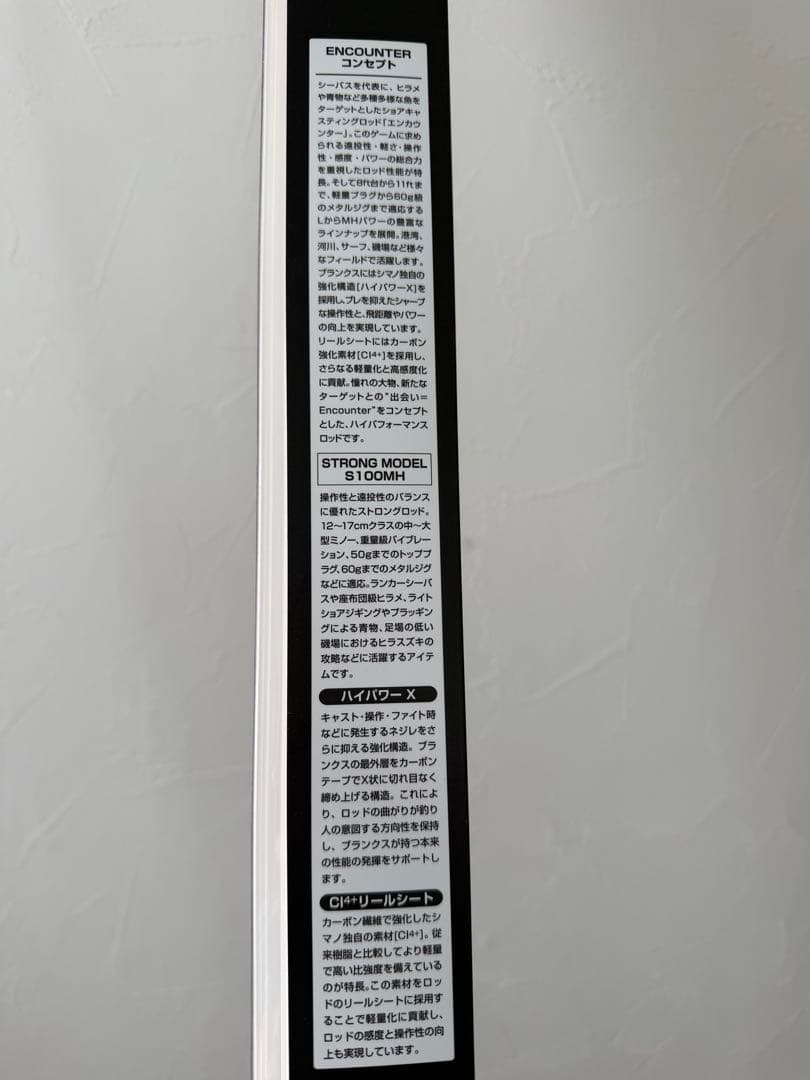 ENCOUNTER
コンセプト
シーバスを代表に、ヒラメ
や青物など多種多様な魚を
ターゲットとしたショアキャ
スティングロッド「エンカウ
ンター」。このゲームに求め
られる遠投性・軽さ・操作
性・感度・パワーの総合力
を重視したロッド性能が特
長。そして8ft台から11ftま
で、軽量プラグから60g級
のメタルジグまで適応する
LからMHパワーの豊富な
ラインナップを展開。港湾、
河川、サーフ、磯場など様々
なフィールドで活躍します。
ブランクスにはシマノ独自の
強化構造[ハイパワーX]を
採用し、ブレを抑えたシャープ
な操作性と、飛距離やパワー
の向上を実現しています。
リールシートにはカーボン
強化素材[CI4+]を採用し、
さらなる軽量化と高感度化
に貢献。憧れの大物、新たな
ターゲットとの"出会い=
Encounter"をコンセプト
とした、ハイパフォーマンス
ロッドです。
STRONG MODEL
S100MH
操作性と遠投性のバランス
に優れたストロングロッド。
12〜17cmクラスの中〜大
型ミノー、重量級バイブレー
ション、50gまでのトッププ
ラグ、60gまでのメタルジグ
などに適応。ランカーシーバ
スや座布団級ヒラメ、ライト
ショアジギングやプラッギン
グによる青物、足場の低い
磯場におけるヒラスズキの
攻略などに活躍するアイテ
ムです。
ハイパワー X
キャスト・操作・ファイト時
などに発生するネジレをさ
らに抑える強化構造。ブラ
ンクスの最外層をカーボン
テープでX状に切れ目なく
締め上げる構造。これによ
り、ロッドの曲がりが釣り
人の意図する方向性を保持
し、ブランクスが持つ本来
の性能の発揮をサポートし
ます。
CI4+リールシート
カーボン繊維で強化したシ
マノ独自の素材[CI4+]。従
来樹脂と比較してより軽量
で高い比強度を備えている
のが特長。この素材をロッ
ドのリールシートに採用す
ることで軽量化に貢献し、
ロッドの感度と操作性の向
上も実現しています。